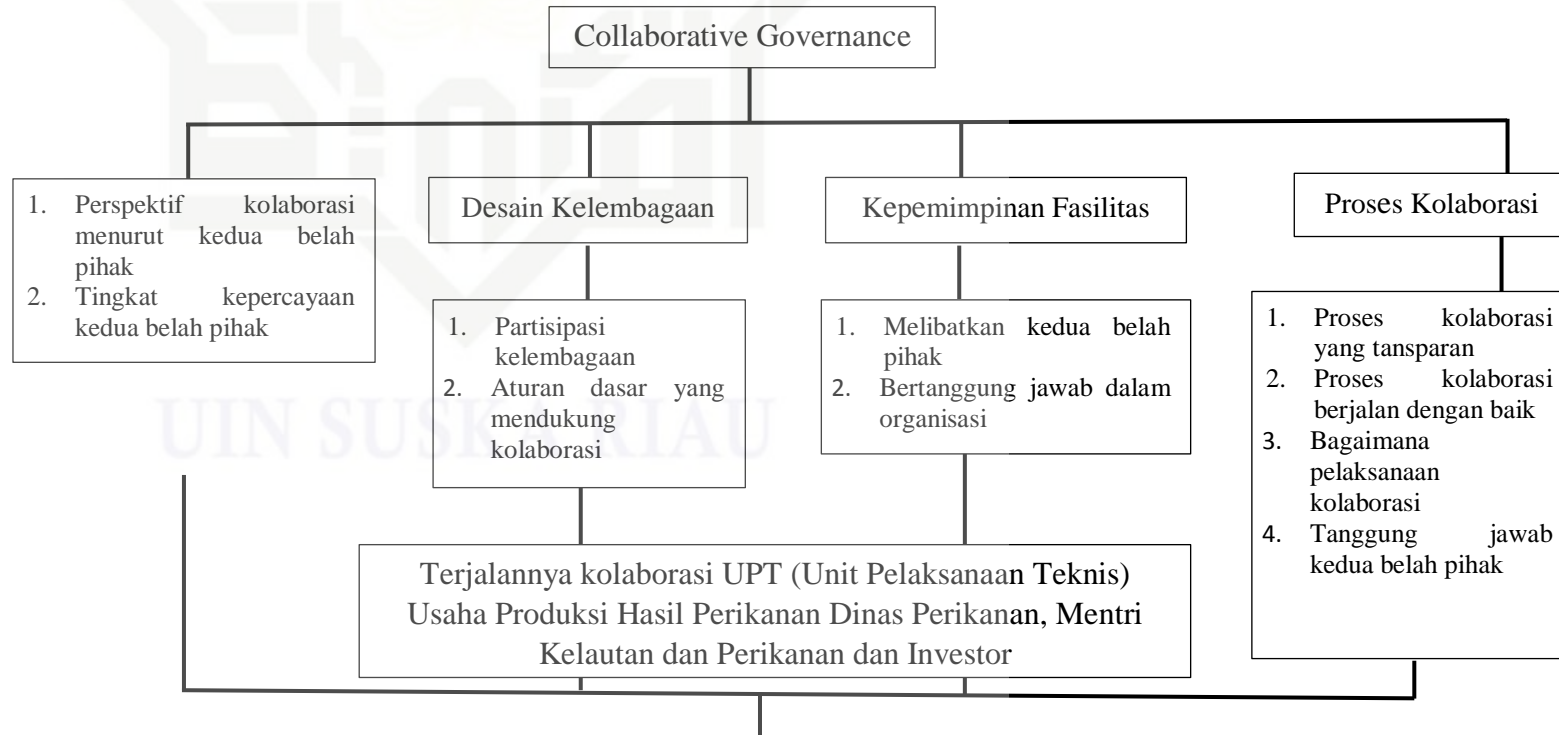 Collaborative Governance
1. Perspektif kolaborasi
menurut kedua belah
pihak
2. Tingkat kepercayaan
kedua belah pihak
Desain Kelembagaan
1. Partisipasi
kelembagaan
2. Aturan dasar yang
mendukung
kolaborasi
Kepemimpinan Fasilitas
1. Melibatkan kedua belah
pihak
2. Bertanggung jawab dalam
organisasi
Proses Kolaborasi
1. Proses kolaborasi
yang tansparan
2. Proses kolaborasi
berjalan dengan baik
3. Bagaimana
pelaksanaan
kolaborasi
4. Tanggung jawab
kedua belah pihak
Terjalannya kolaborasi UPT (Unit Pelaksanaan Teknis)
Usaha Produksi Hasil Perikanan Dinas Perikanan, Mentri
Kelautan dan Perikanan dan Investor
UIN SUSKA RIAU